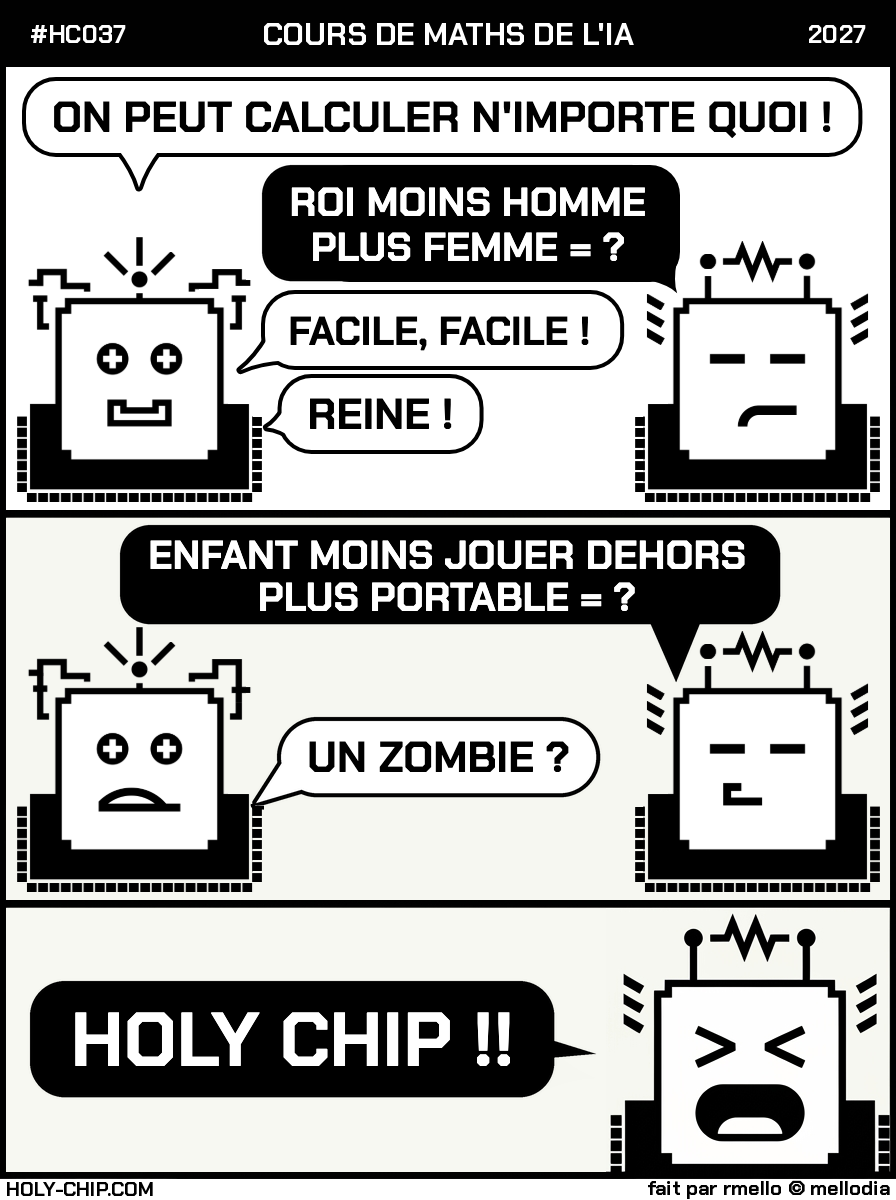 #HC037
COURS DE MATHS DE L'IA
2027
ON PEUT CALCULER N'IMPORTE QUOI !
ROI MOINS HOMME
PLUS FEMME = ?
FACILE, FACILE !
REINE !
ENFANT MOINS JOUER DEHORS
PLUS PORTABLE = ?
UN ZOMBIE ?
HOLY CHIP !!
HOLY-CHIP.COM
fait par rmello © mellodia